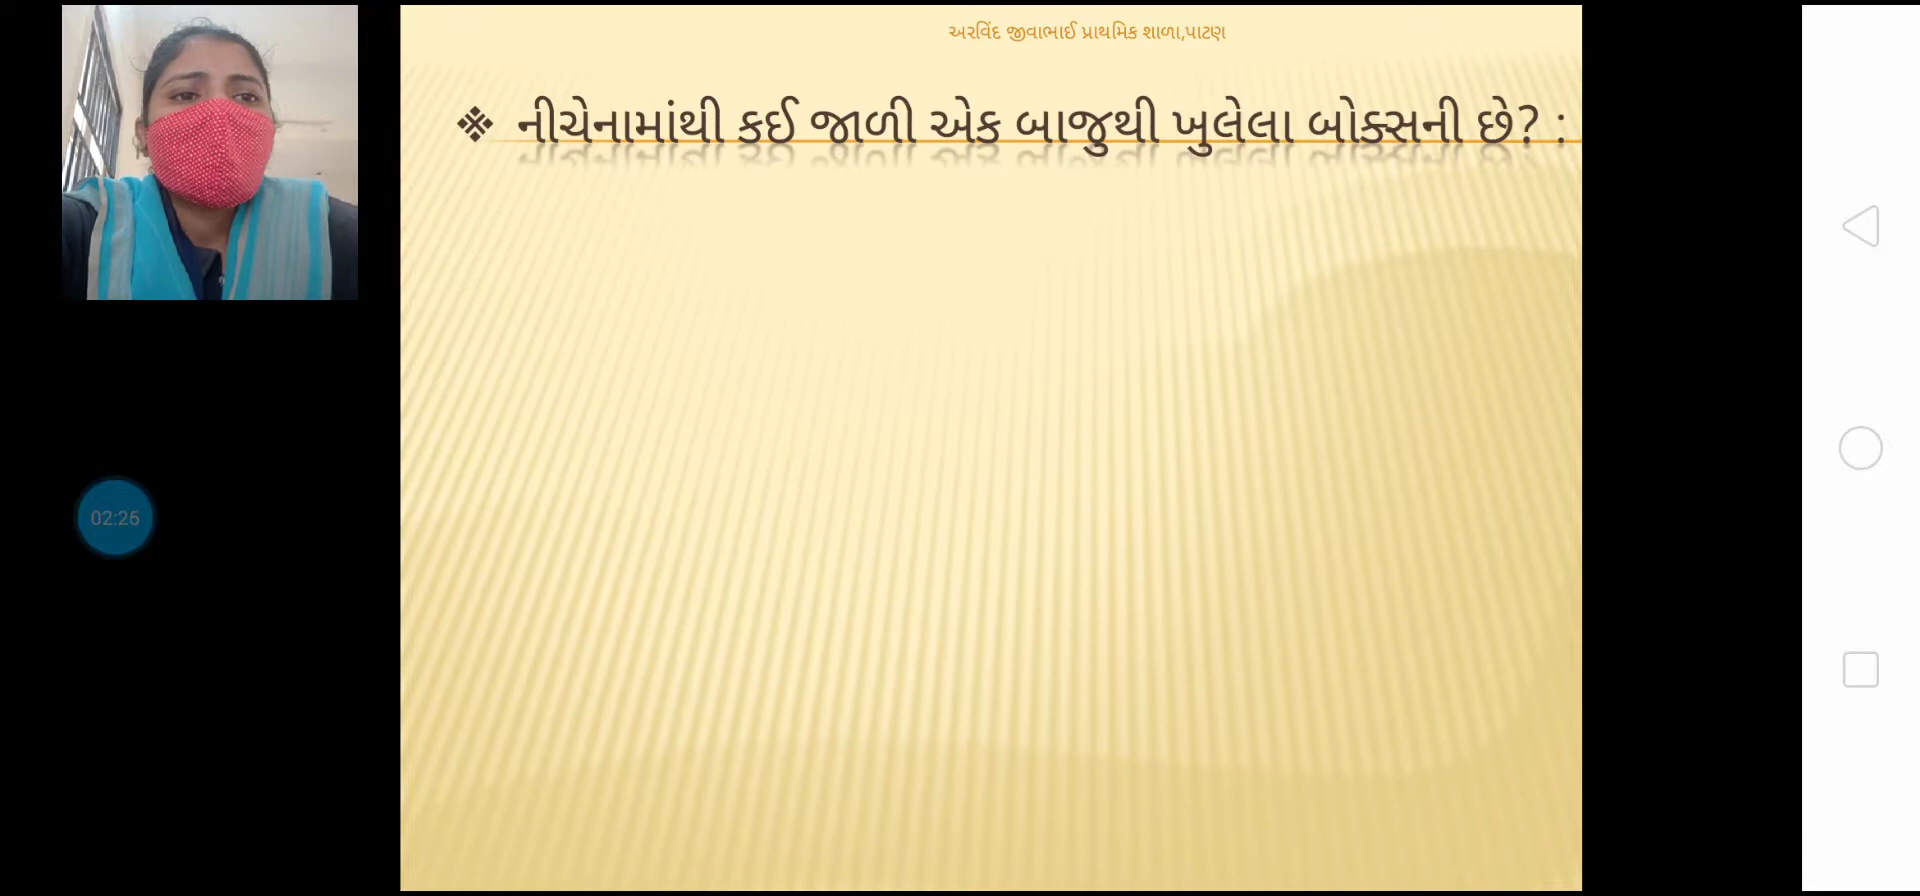 અરવિંદ જીવાભાઈ પ્રાથમિક શાળા,પાટણ
❖ નીચેનામાંથી કઈ જાળી એક બાજુથી ખુલેલા બોક્સની છે? :
02:26